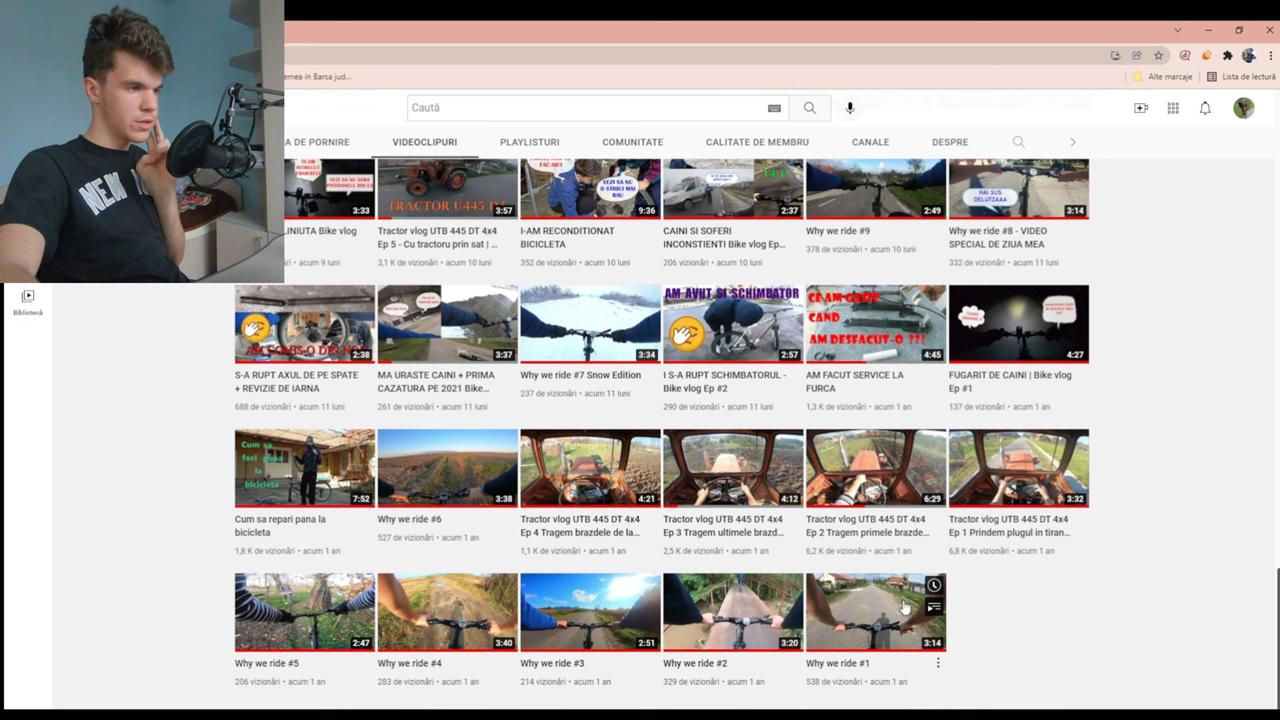 emea in Barsa jud...
Alte marcaje
Lista de lectură
Caută
A DE PORNIRE
VIDEOCLIPURI
PLAYLISTURI
COMUNITATE
CALITATE DE MEMBRU
CANALE
DESPRE
3:33
TRACTOR U445 DT
3:57
VEZI SA NU
O STRICI MAI
RAU
9:36
2:37
2:49
HAI SUS
DELUTZAAA
3:14
LINIUTA Bike vlog
Tractor vlog UTB 445 DT 4x4
Ep 5 - Cu tractoru prin sat | ...
I-AM RECONDITIONAT
BICICLETA
CAINI SI SOFERI
INCONSTIENTI Bike vlog Ep...
Why we ride #9
Why we ride #8 - VIDEO
SPECIAL DE ZIUA MEA
ri • acum 9 luni
3,1 K de vizionări • acum 10 luni
352 de vizionări • acum 10 luni
206 vizionări • acum 10 luni
378 de vizionări • acum 10 luni
332 de vizionări • acum 11 luni
Bibliotecă
2:38
3:37
3:34
AM AVUT SI SCHIMBATOR
2:57
CE AM GASIT
CAND
AM DESFACUT-O ???!
4:45
4:27
S-A RUPT AXUL DE PE SPATE
+ REVIZIE DE IARNA
MA URASTE CAINI + PRIMA
CAZATURA PE 2021 Bike...
Why we ride #7 Snow Edition
I S-A RUPT SCHIMBATORUL -
Bike vlog Ep #2
AM FACUT SERVICE LA
FURCA
FUGARIT DE CAINI | Bike vlog
Ep #1
688 de vizionări • acum 11 luni
261 de vizionări • acum 11 luni
237 de vizionări • acum 11 luni
290 de vizionări • acum 11 luni
1,3 K de vizionări • acum 1 an
137 de vizionări • acum 1 an
Cum sa
faci pana
la
bicicleta
7:52
3:38
4:21
4:12
6:29
3:32
Cum sa repari pana la
bicicleta
Why we ride #6
Tractor vlog UTB 445 DT 4x4
Ep 4 Tragem brazdele de la...
Tractor vlog UTB 445 DT 4x4
Ep 3 Tragem ultimele brazd...
Tractor vlog UTB 445 DT 4x4
Ep 2 Tragem primele brazde...
Tractor vlog UTB 445 DT 4x4
Ep 1 Prindem plugul in tiran...
1,8 K de vizionări • acum 1 an
527 de vizionări • acum 1 an
1,1 K de vizionări • acum 1 an
2,5 K de vizionări • acum 1 an
6,2 K de vizionări • acum 1 an
6,8 K de vizionări • acum 1 an
2:47
3:40
2:51
3:20
3:14
Why we ride #5
Why we ride #4
Why we ride #3
Why we ride #2
Why we ride #1
206 vizionări • acum 1 an
283 de vizionări • acum 1 an
214 vizionări • acum 1 an
329 de vizionări • acum 1 an
538 de vizionări • acum 1 an